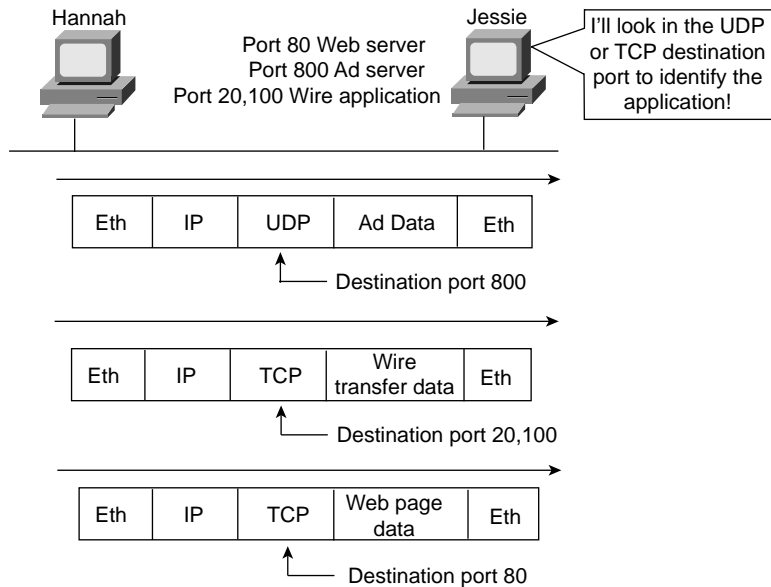 Hannah
Jessie
Port 80 Web server
Port 800 Ad server
Port 20,100 Wire application
I'll look in the UDP
or TCP destination
port to identify the
application!
Eth IP UDP Ad Data Eth
Destination port 800
Eth IP TCP Wire transfer data Eth
Destination port 20,100
Eth IP TCP Web page data Eth
Destination port 80